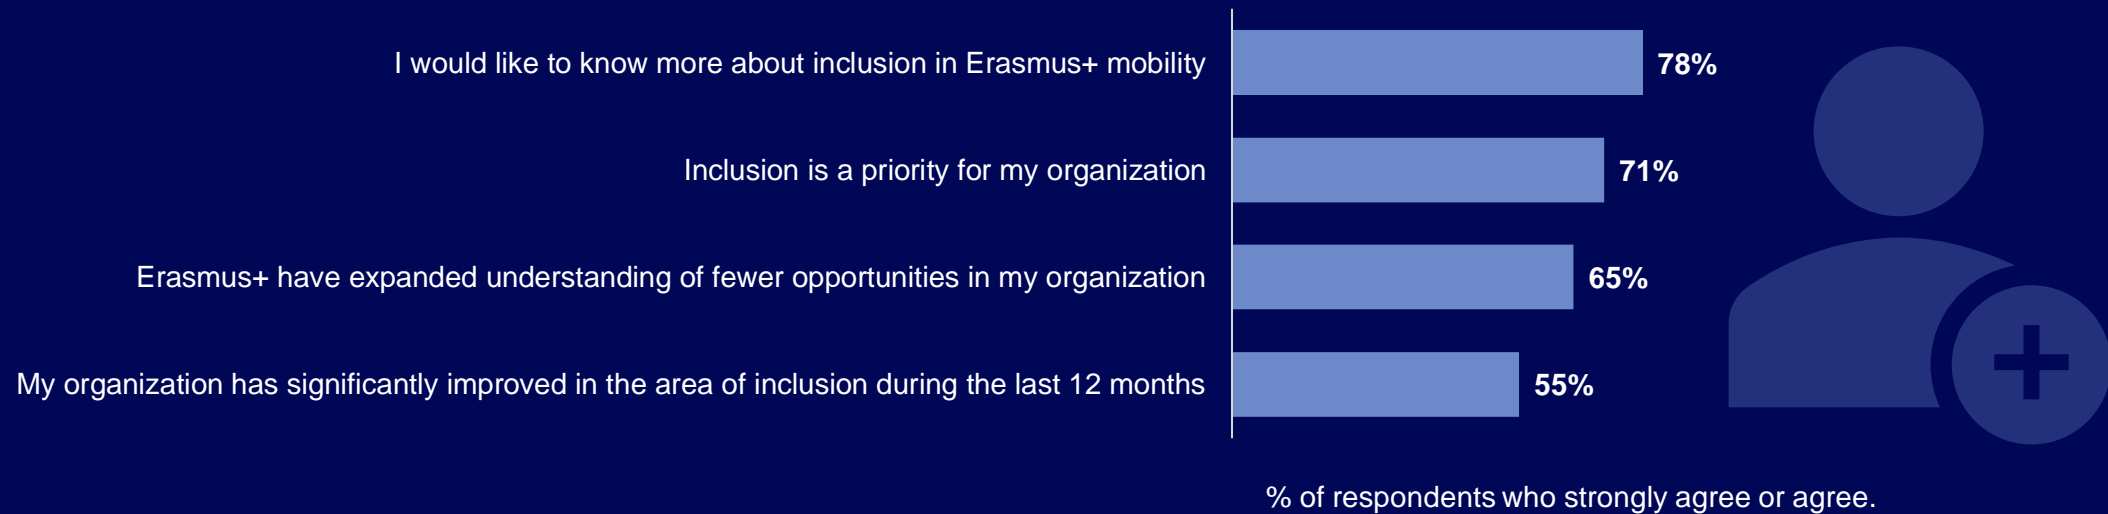 I would like to know more about inclusion in Erasmus+ mobility 78%
Inclusion is a priority for my organization 71%
Erasmus+ have expanded understanding of fewer opportunities in my organization 65%
My organization has significantly improved in the area of inclusion during the last 12 months 55%
% of respondents who strongly agree or agree.